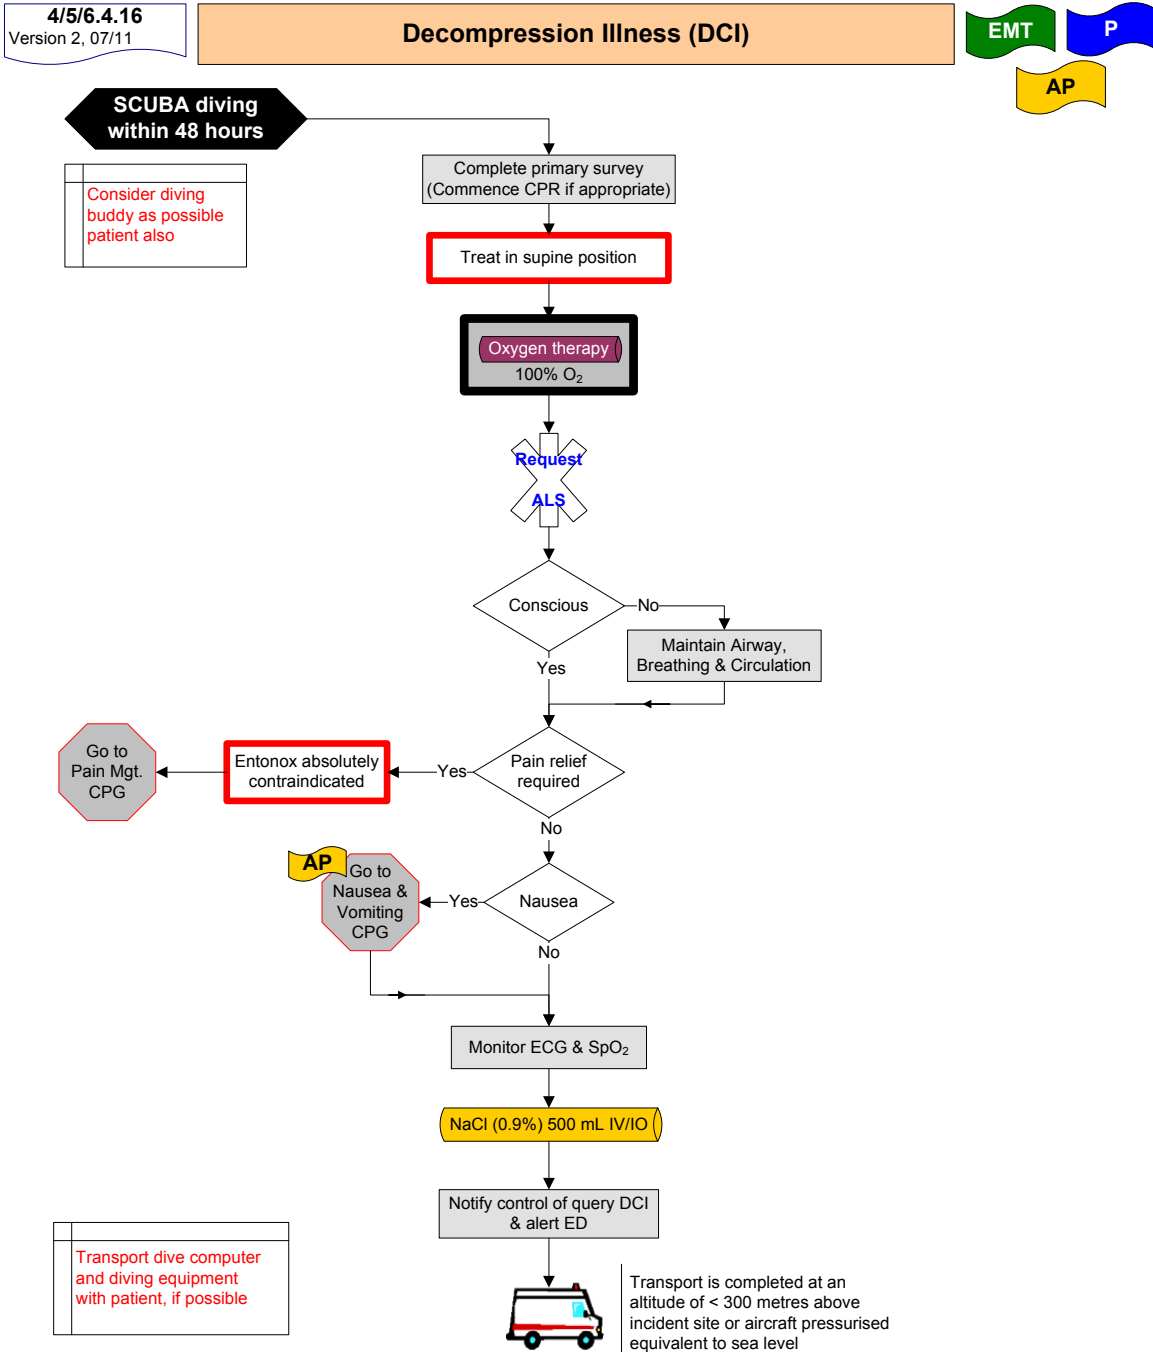 4/5/6.4.16
Version 2, 07/11
Decompression Illness (DCI)
EMT
P
AP
SCUBA diving
within 48 hours
Consider diving
buddy as possible
patient also
Complete primary survey
(Commence CPR if appropriate)
Treat in supine position
Oxygen therapy
100% O₂
Request
ALS
Conscious
No
Maintain Airway,
Breathing & Circulation
Yes
Pain relief
required
Yes
Entonox absolutely
contraindicated
Go to
Pain Mgt.
CPG
No
Nausea
Yes
AP
Go to
Nausea &
Vomiting
CPG
No
Monitor ECG & SpO₂
NaCl (0.9%) 500 mL IV/IO
Notify control of query DCI
& alert ED
Transport dive computer
and diving equipment
with patient, if possible
Transport is completed at an
altitude of < 300 metres above
incident site or aircraft pressurised
equivalent to sea level